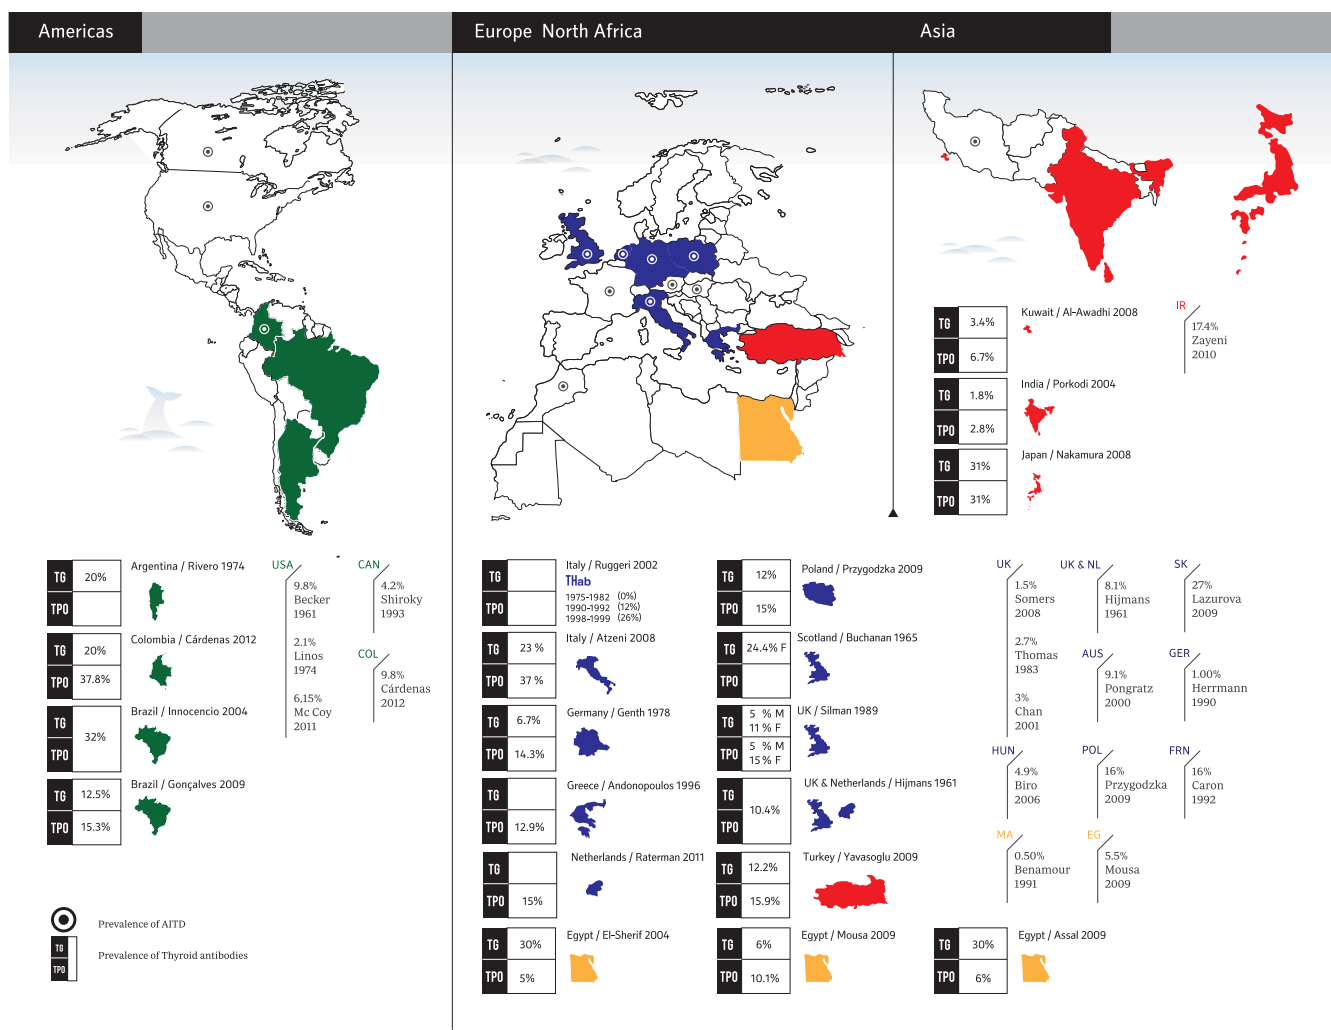 Americas
Europe North Africa
Asia
TG 3.4%
TPO 6.7%
Kuwait / Al-Awadhi 2008
IR
17.4%
Zayeni
2010
TG 1.8%
TPO 2.8%
India / Porkodi 2004
TG 31%
TPO 31%
Japan / Nakamura 2008
TG 20%
TPO
Argentina / Rivero 1974
TG 20%
TPO 37.8%
Colombia / Cárdenas 2012
TG
TPO
32%
Brazil / Innocencio 2004
TG 12.5%
TPO 15.3%
Brazil / Gonçalves 2009
USA
9.8%
Becker
1961
2.1%
Linos
1974
6,15%
Mc Coy
2011
CAN
4.2%
Shiroky
1993
COL
9.8%
Cárdenas
2012
Prevalence of AITD
TG
TPO
Prevalence of Thyroid antibodies
TG
TPO
Italy / Ruggeri 2002
THab
1975-1982 (0%)
1990-1992 (12%)
1998-1999 (26%)
TG 23 %
TPO 37 %
Italy / Atzeni 2008
TG 6.7%
TPO 14.3%
Germany / Genth 1978
TG
TPO 12.9%
Greece / Andonopoulos 1996
TG
TPO 15%
Netherlands / Raterman 2011
TG 30%
TPO 5%
Egypt / El-Sherif 2004
TG 12%
TPO 15%
Poland / Przygodzka 2009
TG 24.4% F
TPO
Scotland / Buchanan 1965
TG 5 % M
11 % F
TPO 5 % M
15 % F
UK / Silman 1989
TG
TPO
10.4%
UK & Netherlands / Hijmans 1961
TG 12.2%
TPO 15.9%
Turkey / Yavasoglu 2009
TG 6%
TPO 10.1%
Egypt / Mousa 2009
TG 30%
TPO 6%
Egypt / Assal 2009
UK
1.5%
Somers
2008
2.7%
Thomas
1983
3%
Chan
2001
UK & NL
8.1%
Hijmans
1961
SK
27%
Lazurova
2009
AUS
9.1%
Pongratz
2000
GER
1.00%
Herrmann
1990
HUN
4.9%
Biro
2006
POL
16%
Przygodzka
2009
FRN
16%
Caron
1992
MA
0.50%
Benamour
1991
EG
5.5%
Mousa
2009